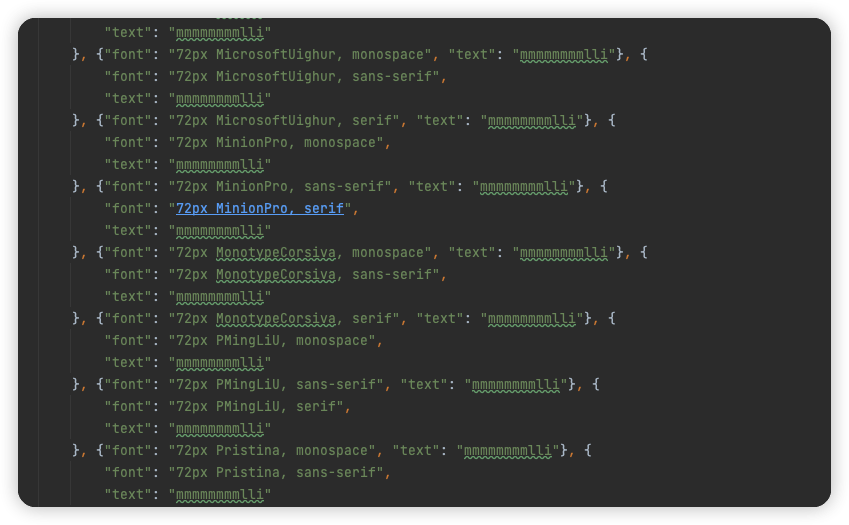 "text": "mmmmmmmmlli"
}, {"font": "72px MicrosoftUighur, monospace", "text": "mmmmmmmmlli"}, {
"font": "72px MicrosoftUighur, sans-serif",
"text": "mmmmmmmmlli"
}, {"font": "72px MicrosoftUighur, serif", "text": "mmmmmmmmlli"}, {
"font": "72px MinionPro, monospace",
"text": "mmmmmmmmlli"
}, {"font": "72px MinionPro, sans-serif", "text": "mmmmmmmmlli"}, {
"font": "72px MinionPro, serif",
"text": "mmmmmmmmlli"
}, {"font": "72px MonotypeCorsiva, monospace", "text": "mmmmmmmmlli"}, {
"font": "72px MonotypeCorsiva, sans-serif",
"text": "mmmmmmmmlli"
}, {"font": "72px MonotypeCorsiva, serif", "text": "mmmmmmmmlli"}, {
"font": "72px PMingLiU, monospace",
"text": "mmmmmmmmlli"
}, {"font": "72px PMingLiU, sans-serif", "text": "mmmmmmmmlli"}, {
"font": "72px PMingLiU, serif",
"text": "mmmmmmmmlli"
}, {"font": "72px Pristina, monospace", "text": "mmmmmmmmlli"}, {
"font": "72px Pristina, sans-serif",
"text": "mmmmmmmmlli"